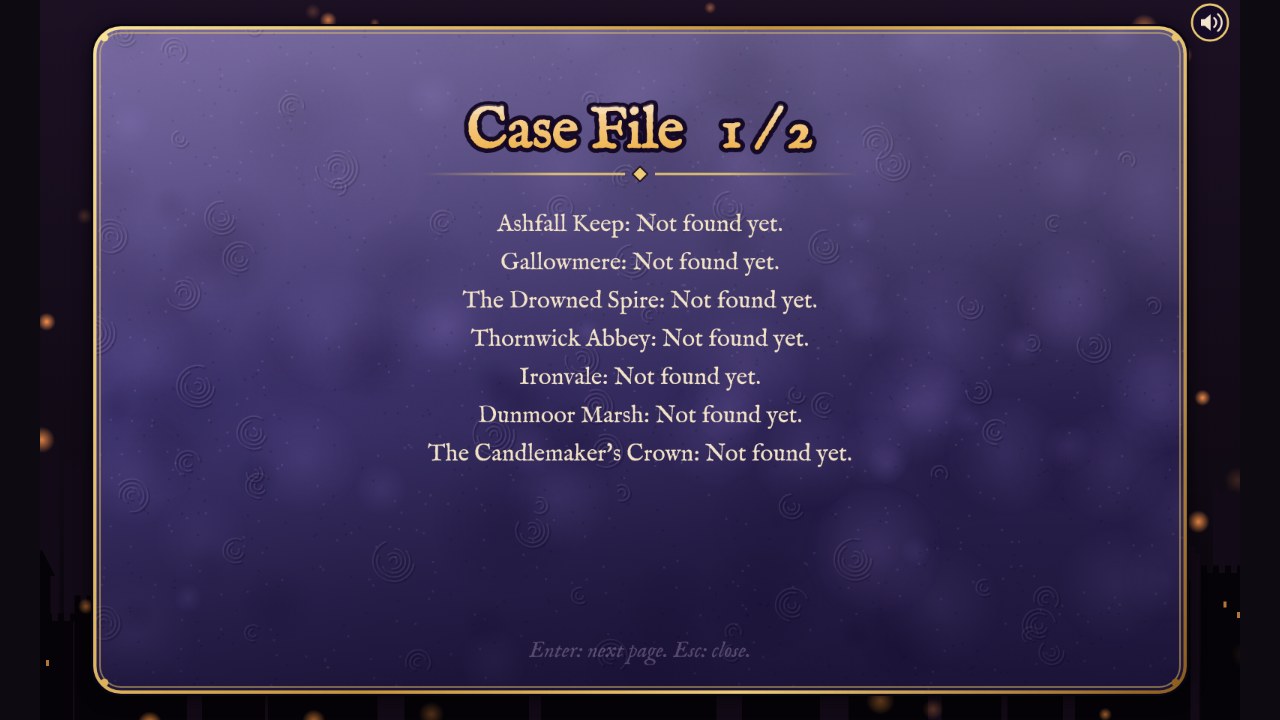 Case File 1/2
Ashfall Keep: Not found yet.
Gallowmere: Not found yet.
The Drowned Spire: Not found yet.
Thornwick Abbey: Not found yet.
Ironvale: Not found yet.
Dunmoor Marsh: Not found yet.
The Candlemaker’s Crown: Not found yet.
Enter: next page. Esc: close.